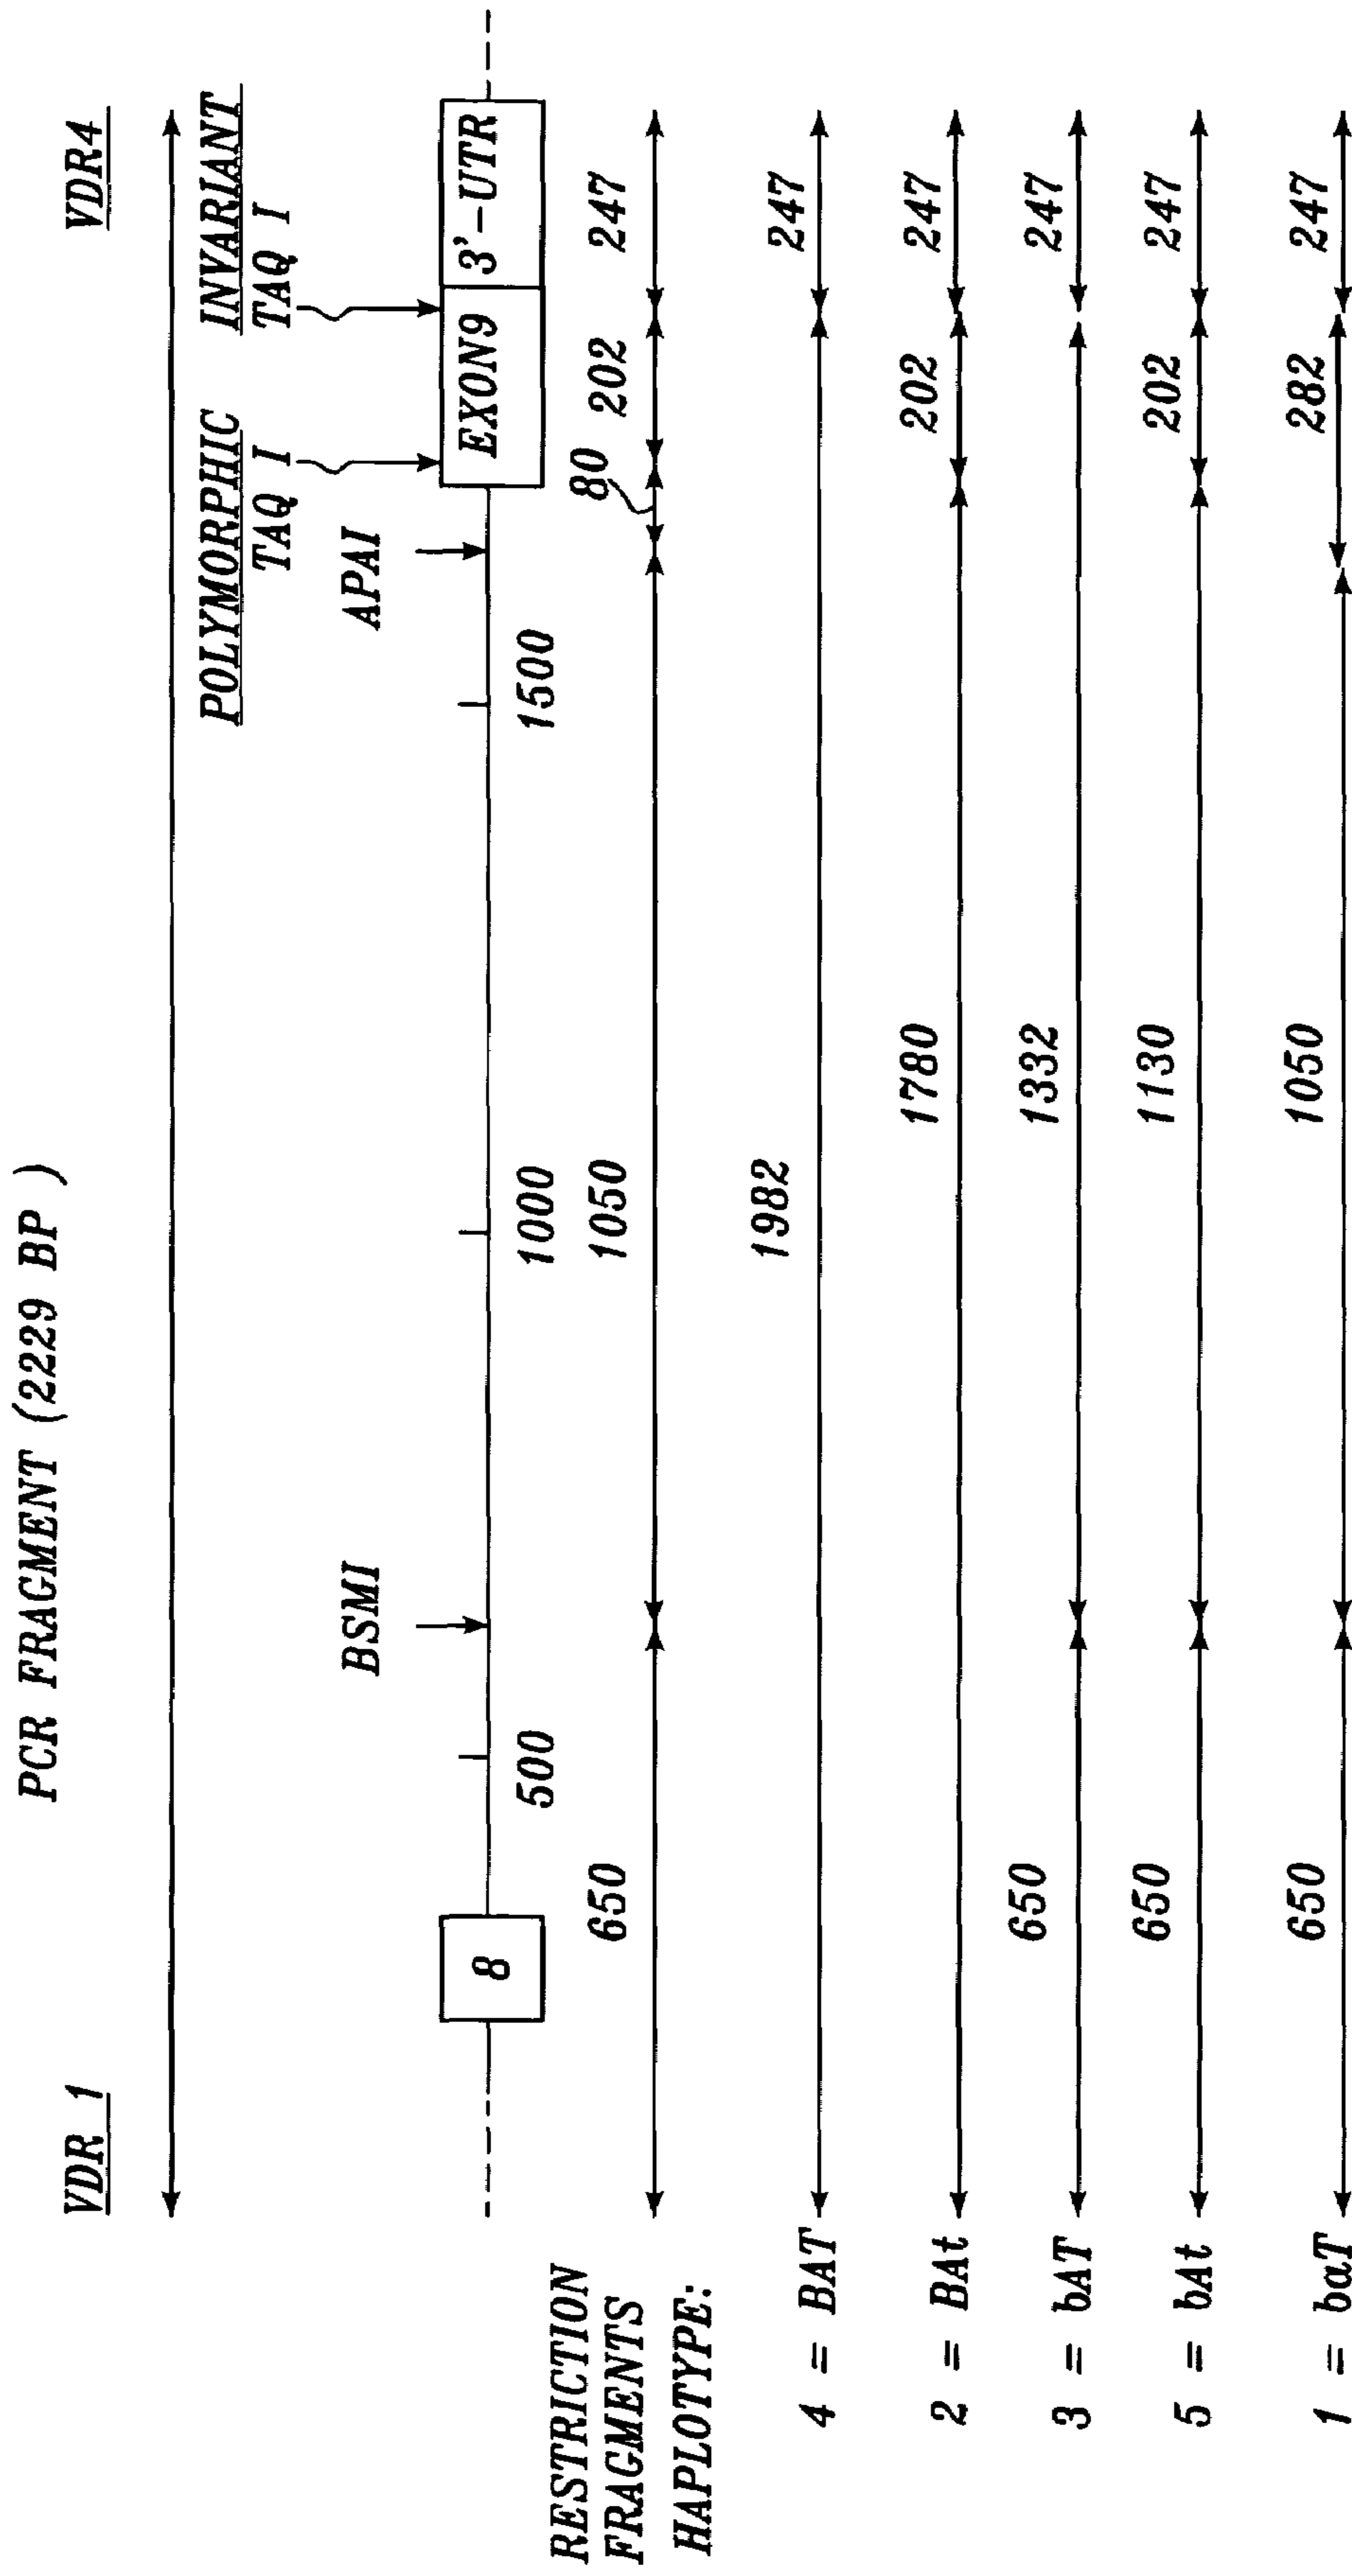 PCR FRAGMENT (2229 BP )
VDR 1
VDR4
POLYMORPHIC
TAQ I
INVARIANT
TAQ I
BSMI
APAI
8
EXON9
3'-UTR
500
1000
1500
RESTRICTION
FRAGMENTS
650
1050
80
202
247
HAPLOTYPE:
4 = BAT
1982
247
2 = BAt
1780
202
247
3 = bAT
650
1332
247
5 = bAt
650
1130
202
247
1 = baT
650
1050
282
247